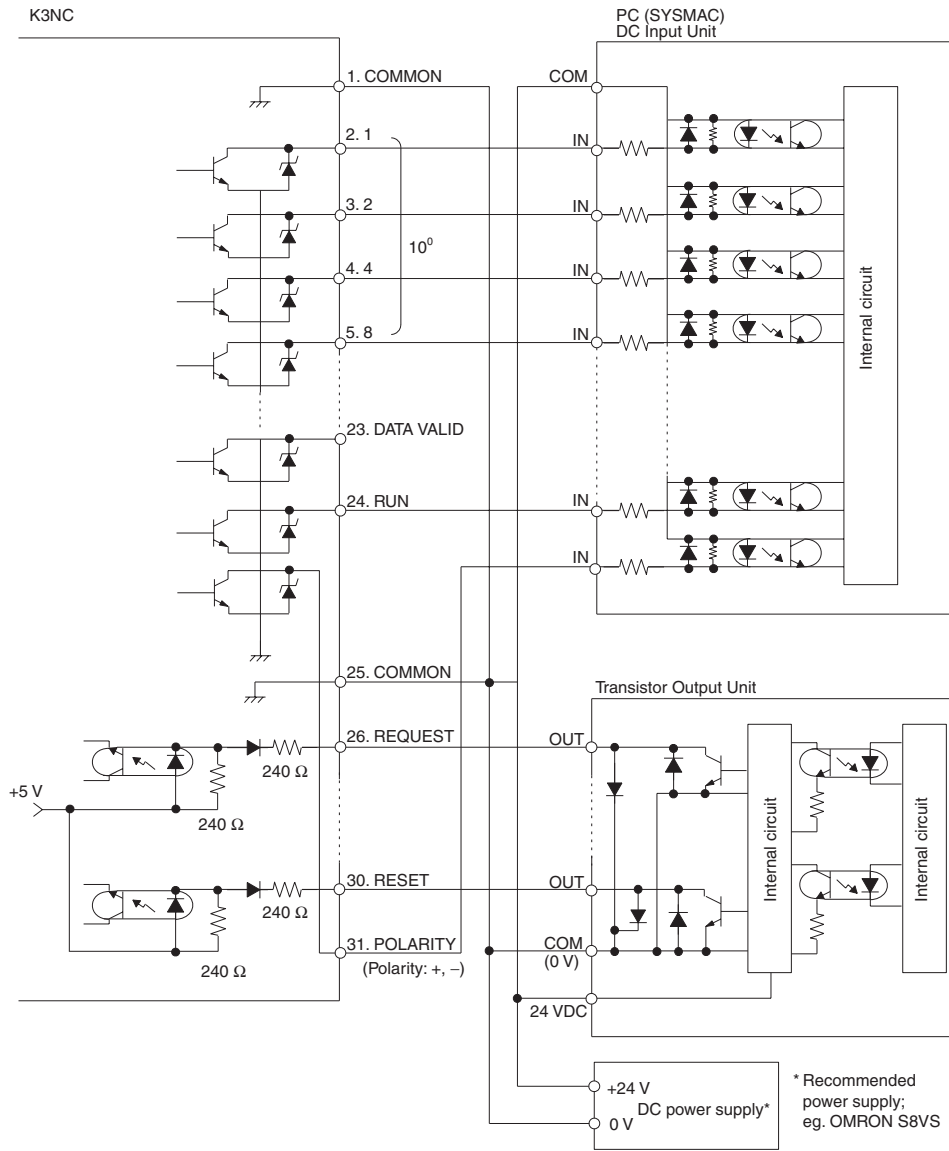 K3NC
PC (SYSMAC)
DC Input Unit
1. COMMON
COM
2. 1
IN
3. 2
IN
10⁰
4. 4
IN
5. 8
IN
Internal circuit
23. DATA VALID
24. RUN
IN
IN
25. COMMON
Transistor Output Unit
26. REQUEST
OUT
240 Ω
+5 V
240 Ω
Internal circuit
Internal circuit
30. RESET
OUT
240 Ω
31. POLARITY
(Polarity: +, –)
COM
(0 V)
240 Ω
24 VDC
+24 V
DC power supply*
0 V
* Recommended
power supply;
eg. OMRON S8VS